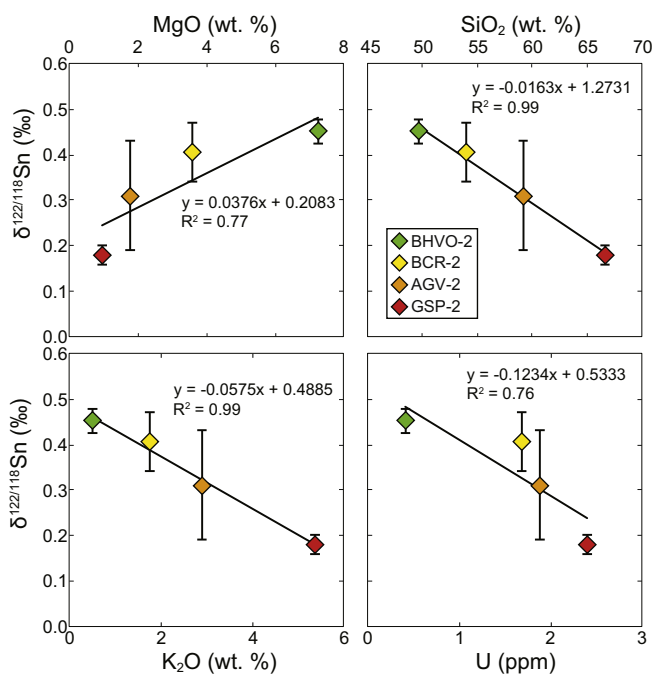 MgO (wt. %)
0 2 4 6 8
SiO₂ (wt. %)
45 50 55 60 65 70
δ¹²²/¹¹⁸Sn (‰)
0.6
0.5
0.4
0.3
0.2
0.1
0.0
y = 0.0376x + 0.2083
R² = 0.77
y = -0.0163x + 1.2731
R² = 0.99
BHVO-2
BCR-2
AGV-2
GSP-2
δ¹²²/¹¹⁸Sn (‰)
0.6
0.5
0.4
0.3
0.2
0.1
0.0
y = -0.0575x + 0.4885
R² = 0.99
0 2 4 6
K₂O (wt. %)
y = -0.1234x + 0.5333
R² = 0.76
0 1 2 3
U (ppm)